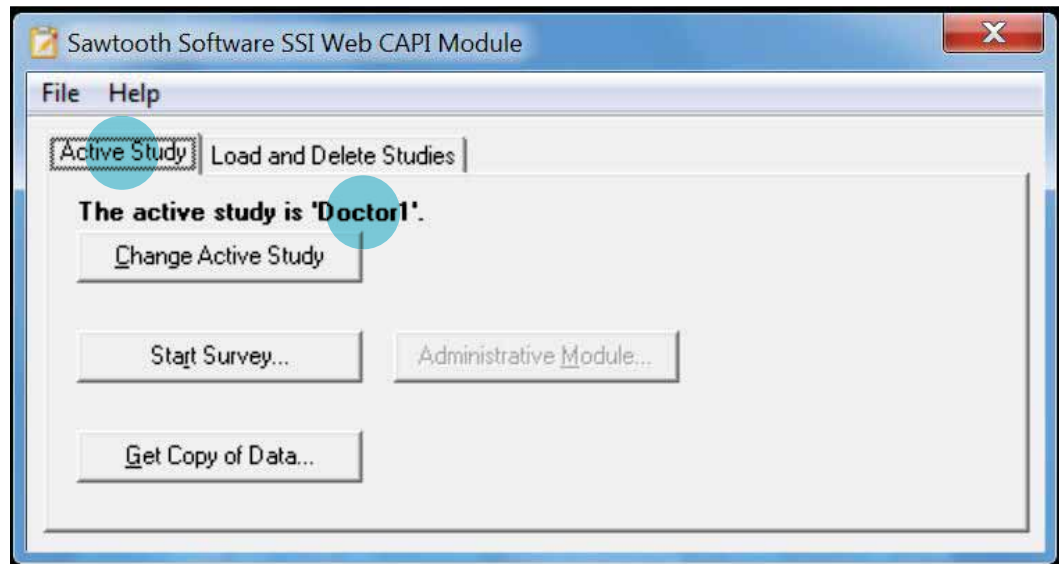 Sawtooth Software SSI Web CAPI Module
File Help
Active Study Load and Delete Studies
The active study is 'Doctor1'.
Change Active Study
Start Survey... Administrative Module...
Get Copy of Data...